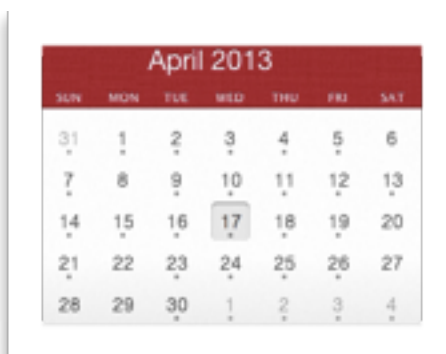 April 2013
SUN MON TUE WED THU FRI SAT
31 1 2 3 4 5 6
7 8 9 10 11 12 13
14 15 16 17 18 19 20
21 22 23 24 25 26 27
28 29 30 1 2 3 4